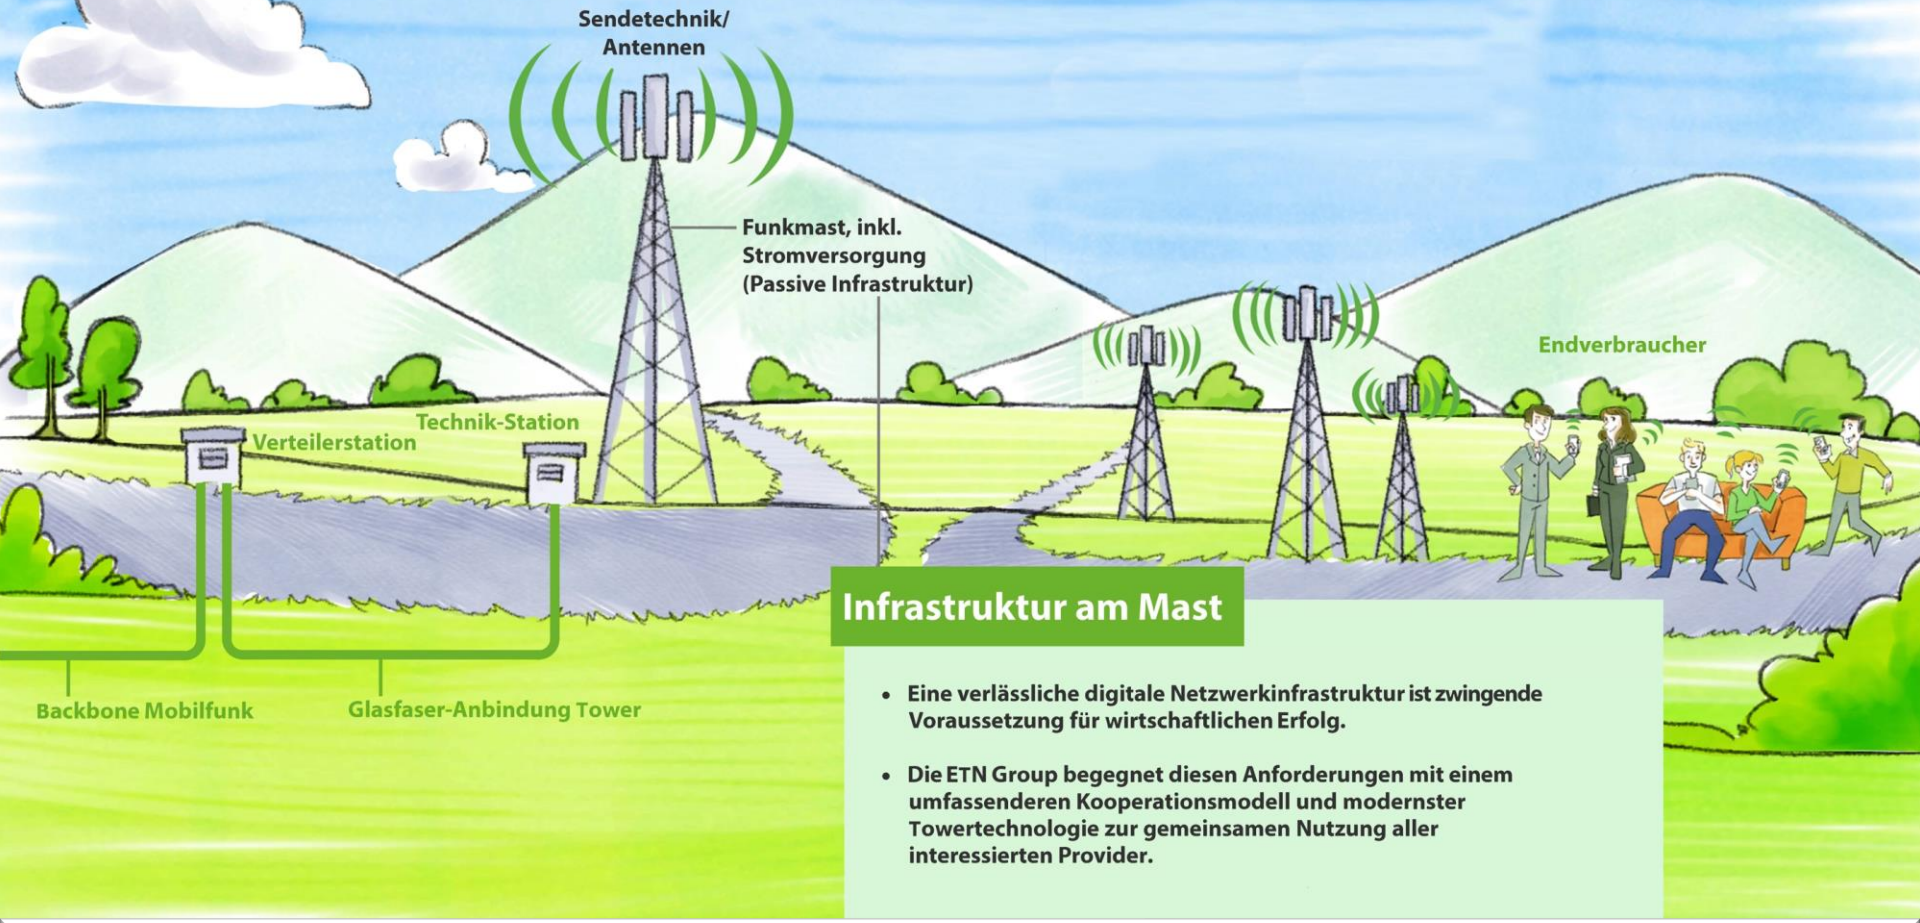 Sendetechnik/
Antennen
Funkmast, inkl.
Stromversorgung
(Passive Infrastruktur)
Endverbraucher
Technik-Station
Verteilerstation
Backbone Mobilfunk
Glasfaser-Anbindung Tower
Infrastruktur am Mast
• Eine verlässliche digitale Netzwerkinfrastruktur ist zwingende
Voraussetzung für wirtschaftlichen Erfolg.
• Die ETN Group begegnet diesen Anforderungen mit einem
umfassenderen Kooperationsmodell und modernster
Towertechnologie zur gemeinsamen Nutzung aller
interessierten Provider.